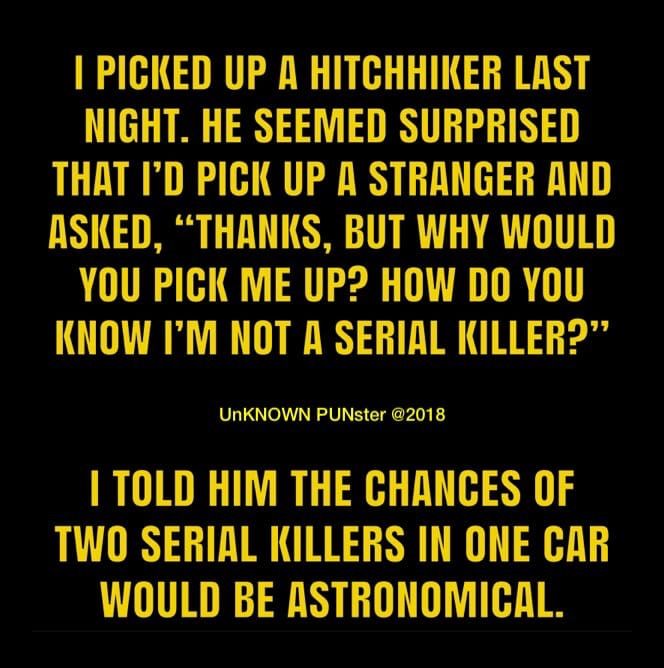 I PICKED UP A HITCHHIKER LAST
NIGHT. HE SEEMED SURPRISED
THAT I’D PICK UP A STRANGER AND
ASKED, “THANKS, BUT WHY WOULD
YOU PICK ME UP? HOW DO YOU
KNOW I’M NOT A SERIAL KILLER?”
UnKNOWN PUNster @2018
I TOLD HIM THE CHANCES OF
TWO SERIAL KILLERS IN ONE CAR
WOULD BE ASTRONOMICAL.